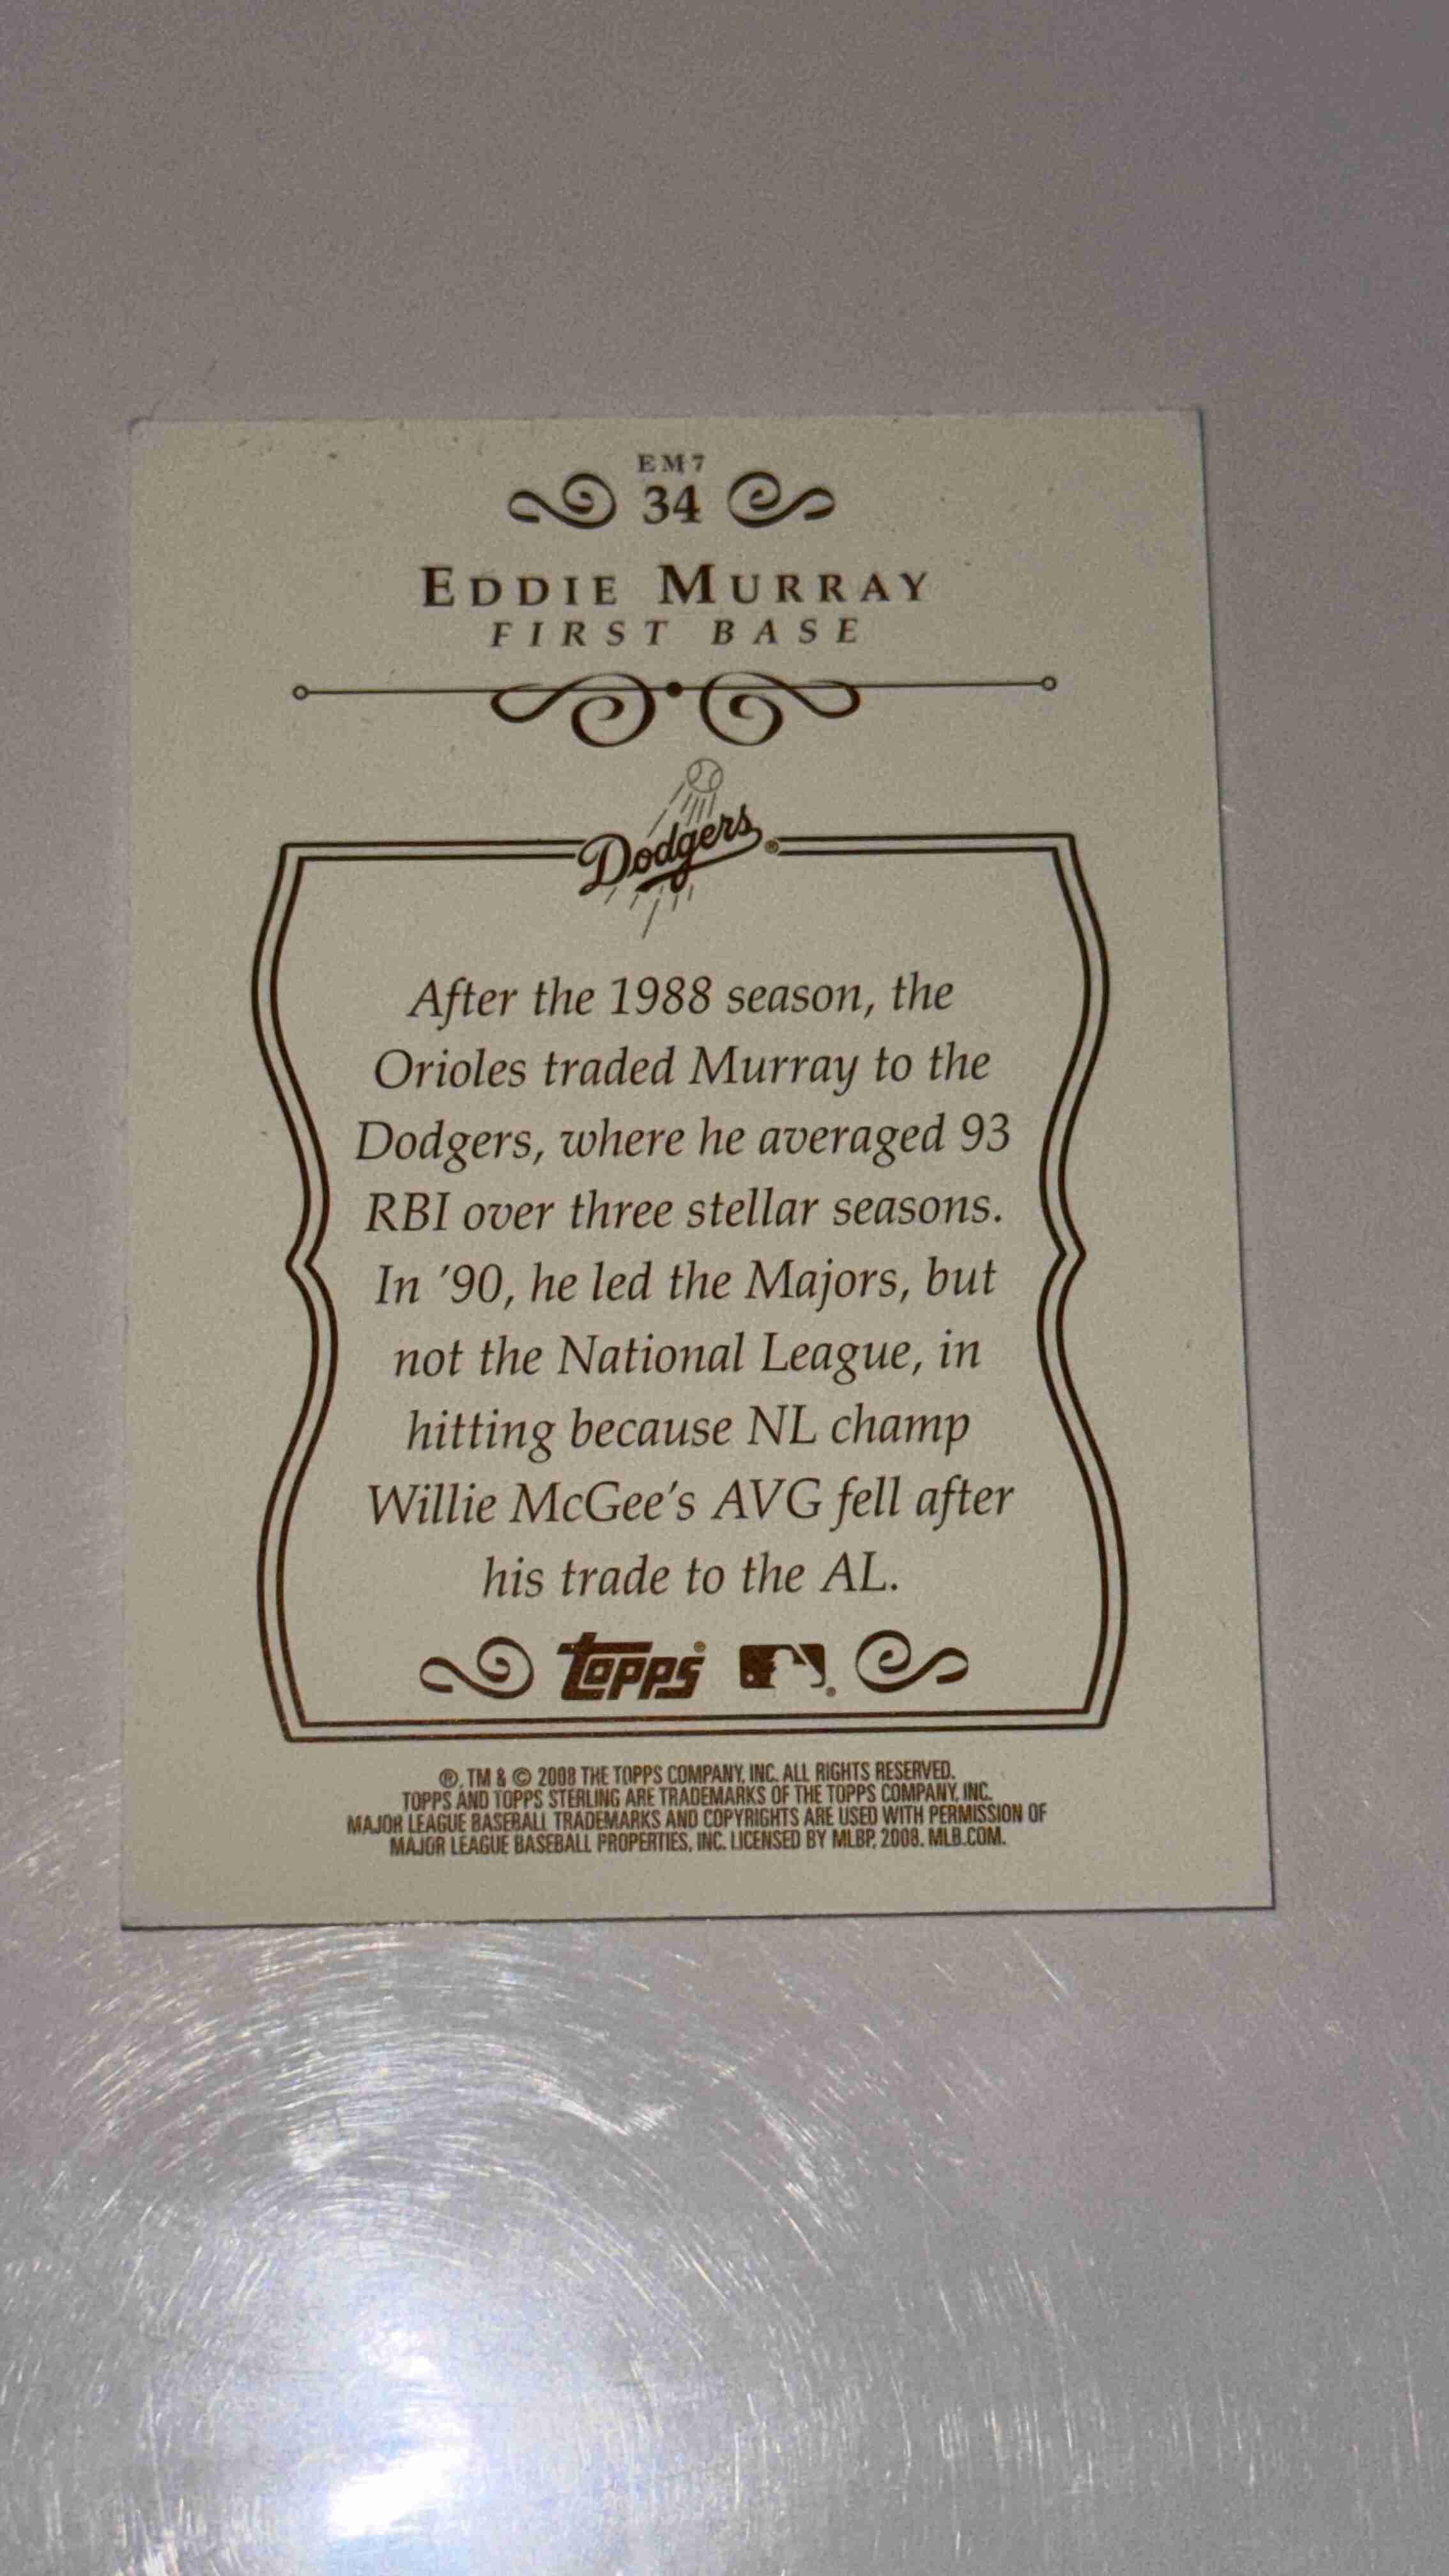 EM7
34
EDDIE MURRAY
FIRST BASE
Dodgers®
After the 1988 season, the
Orioles traded Murray to the
Dodgers, where he averaged 93
RBI over three stellar seasons.
In ’90, he led the Majors, but
not the National League, in
hitting because NL champ
Willie McGee’s AVG fell after
his trade to the AL.
topps®
®, TM & © 2008 THE TOPPS COMPANY, INC. ALL RIGHTS RESERVED.
TOPPS AND TOPPS STERLING ARE TRADEMARKS OF THE TOPPS COMPANY, INC.
MAJOR LEAGUE BASEBALL TRADEMARKS AND COPYRIGHTS ARE USED WITH PERMISSION OF
MAJOR LEAGUE BASEBALL PROPERTIES, INC. LICENSED BY MLBP, 2008. MLB.COM.